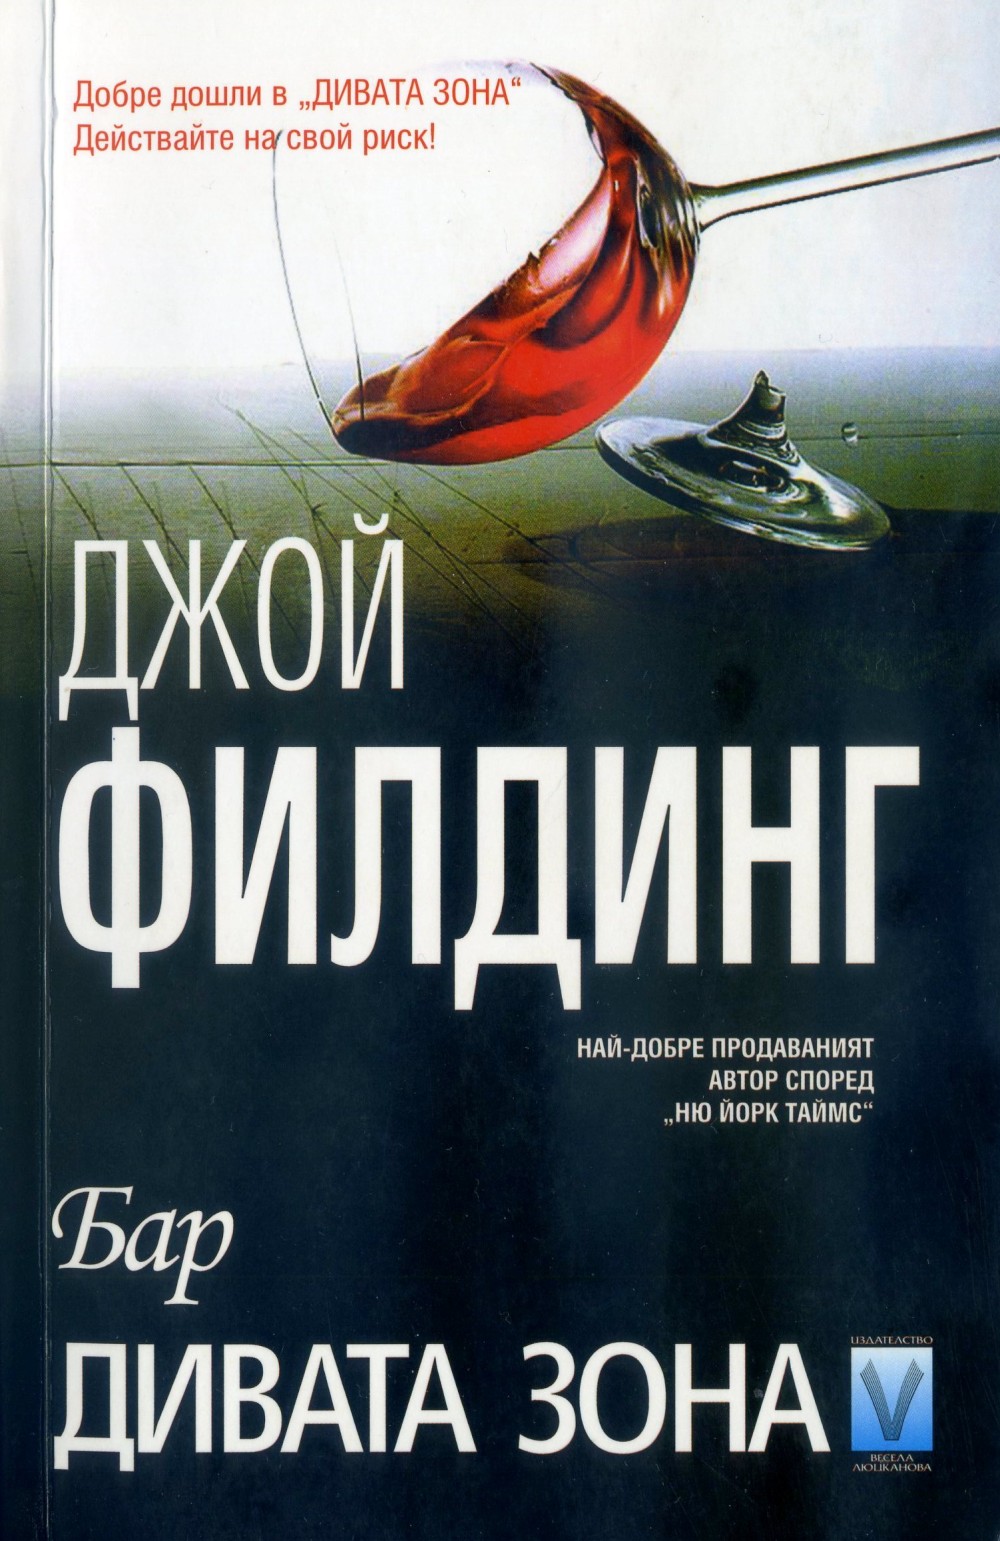 Добре дошли в „ДИВАТА ЗОНА“
Действайте на свой риск!
ДЖОЙ
ФИЛДИНГ
НАЙ-ДОБРЕ ПРОДАВАНИЯТ
АВТОР СПОРЕД
„НЮ ЙОРК ТАЙМС“
Бар
ДИВАТА ЗОНА
ИЗДАТЕЛСТВО
V
ВЕСЕЛА
ЛЮЦКАНОВА